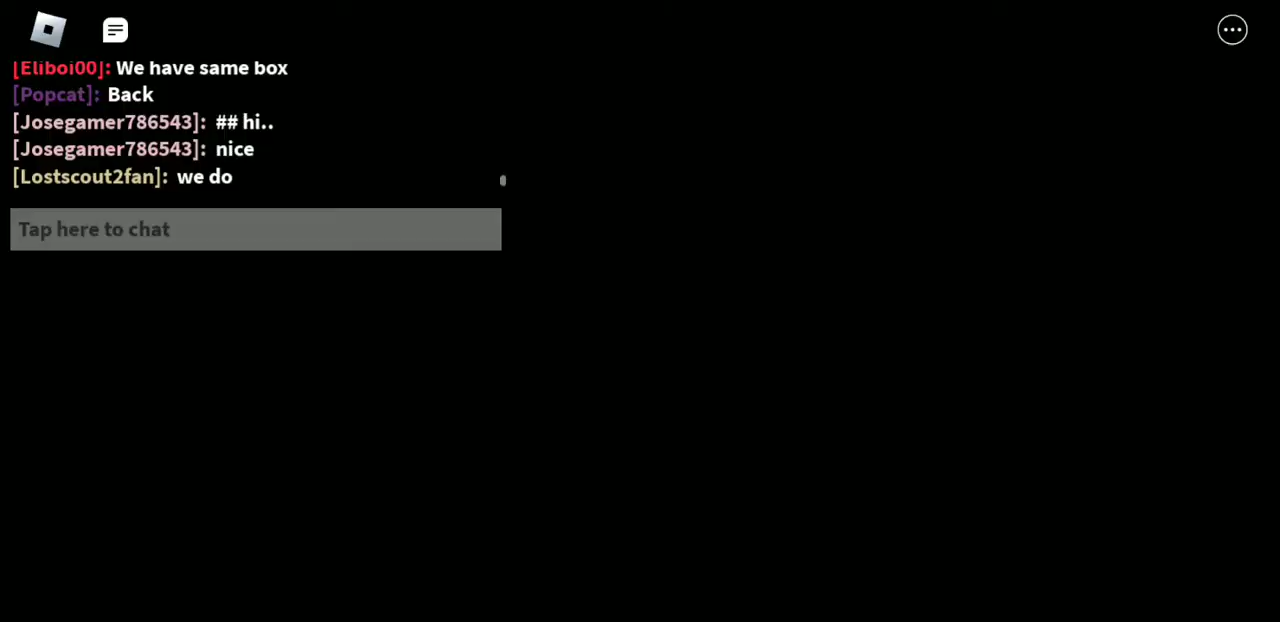 [Eliboi00]: We have same box
[Popcat]: Back
[Josegamer786543]: ## hi..
[Josegamer786543]: nice
[Lostscout2fan]: we do
Tap here to chat